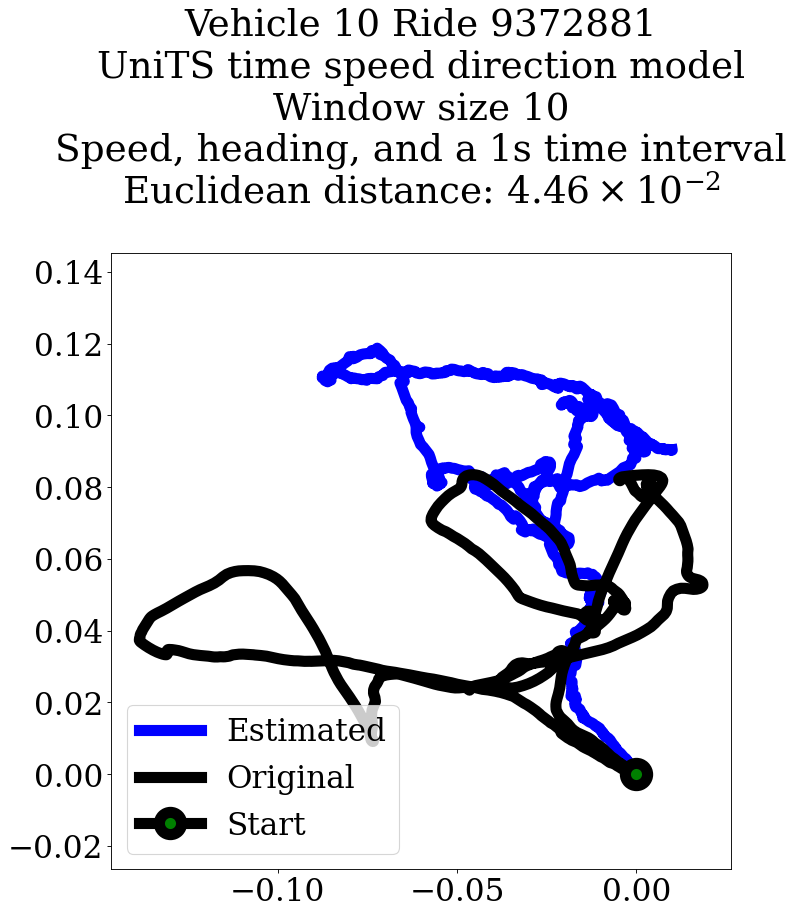 Vehicle 10 Ride 9372881
UniTS time speed direction model
Window size 10
Speed, heading, and a 1s time interval
Euclidean distance: 4.46 × 10⁻²
0.14
0.12
0.10
0.08
0.06
0.04
0.02
0.00
−0.02
Estimated
Original
Start
−0.10
−0.05
0.00